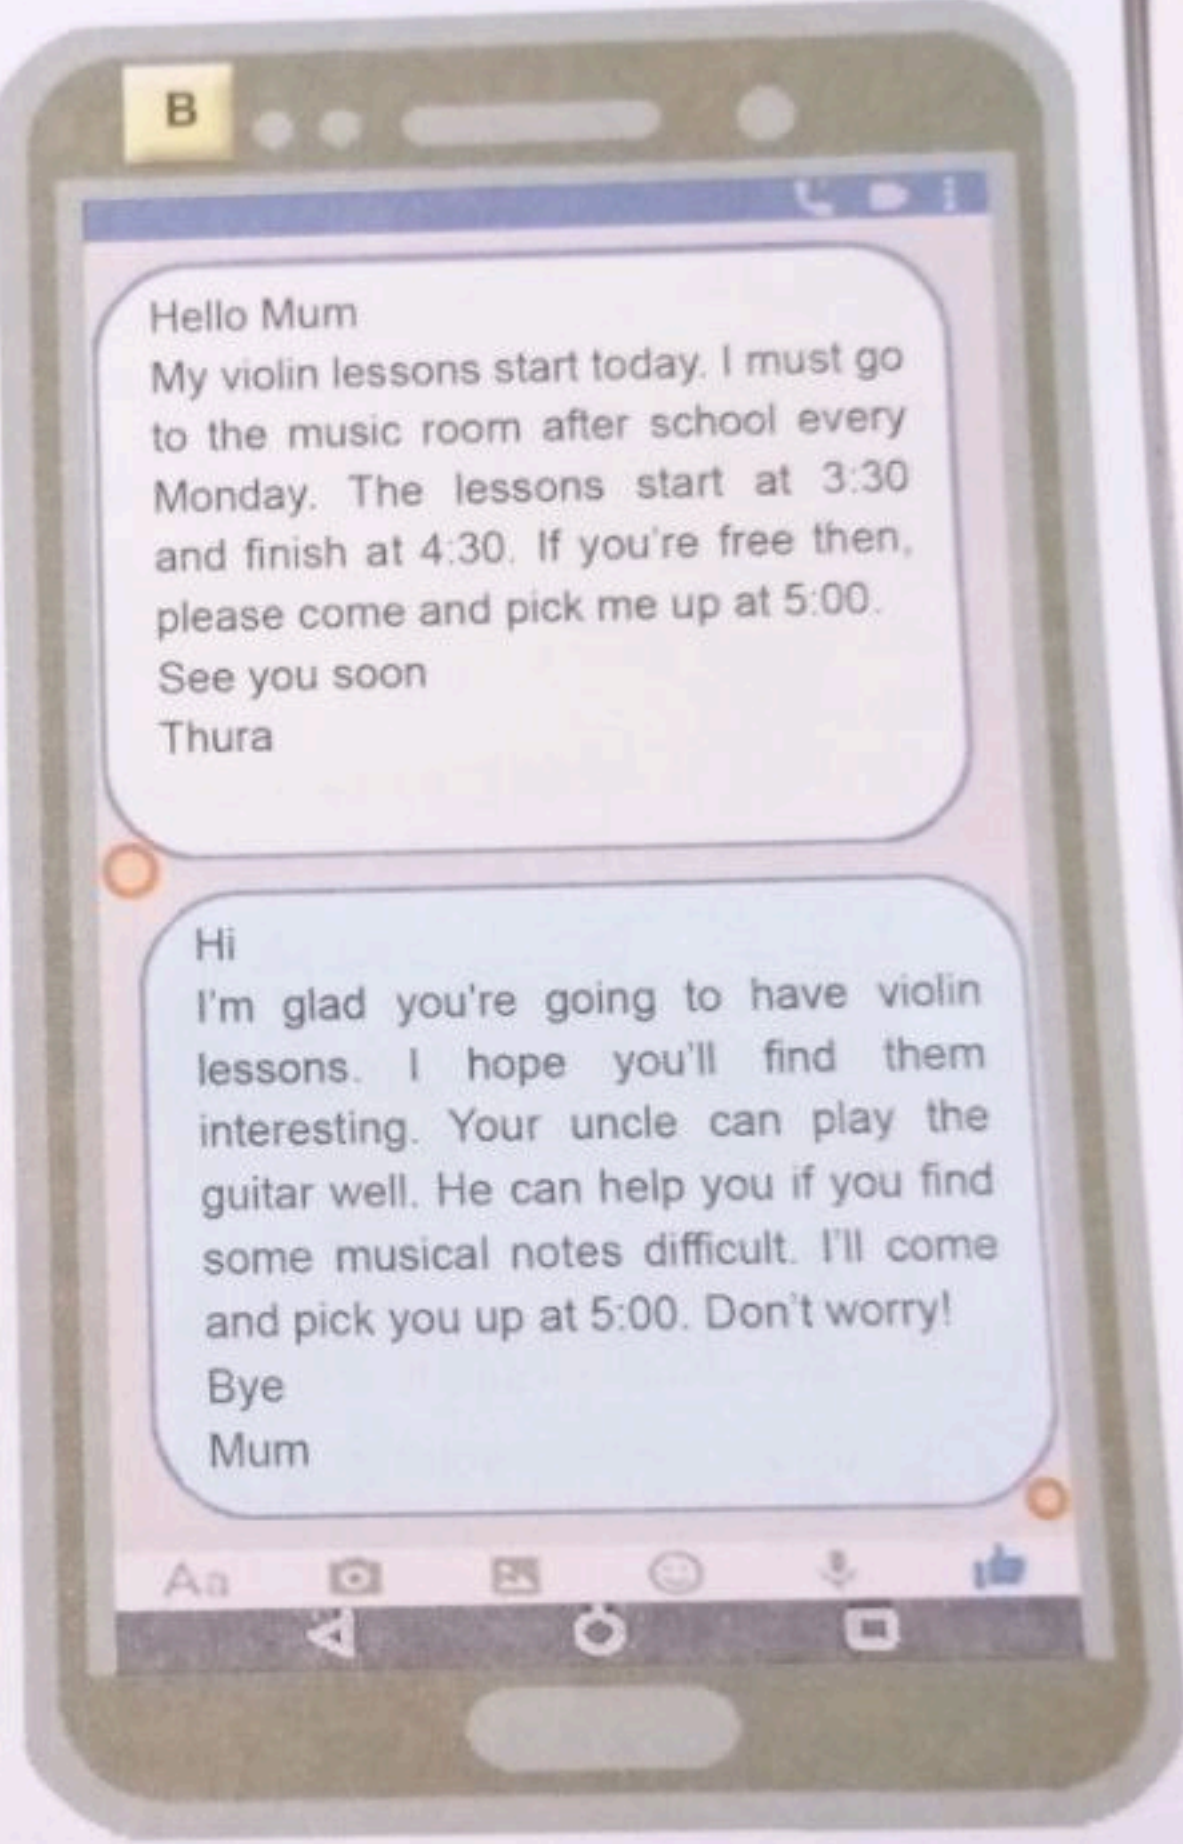 B
Hello Mum
My violin lessons start today. I must go
to the music room after school every
Monday. The lessons start at 3:30
and finish at 4:30. If you're free then,
please come and pick me up at 5:00.
See you soon
Thura
Hi
I'm glad you're going to have violin
lessons. I hope you'll find them
interesting. Your uncle can play the
guitar well. He can help you if you find
some musical notes difficult. I'll come
and pick you up at 5:00. Don't worry!
Bye
Mum
Aa